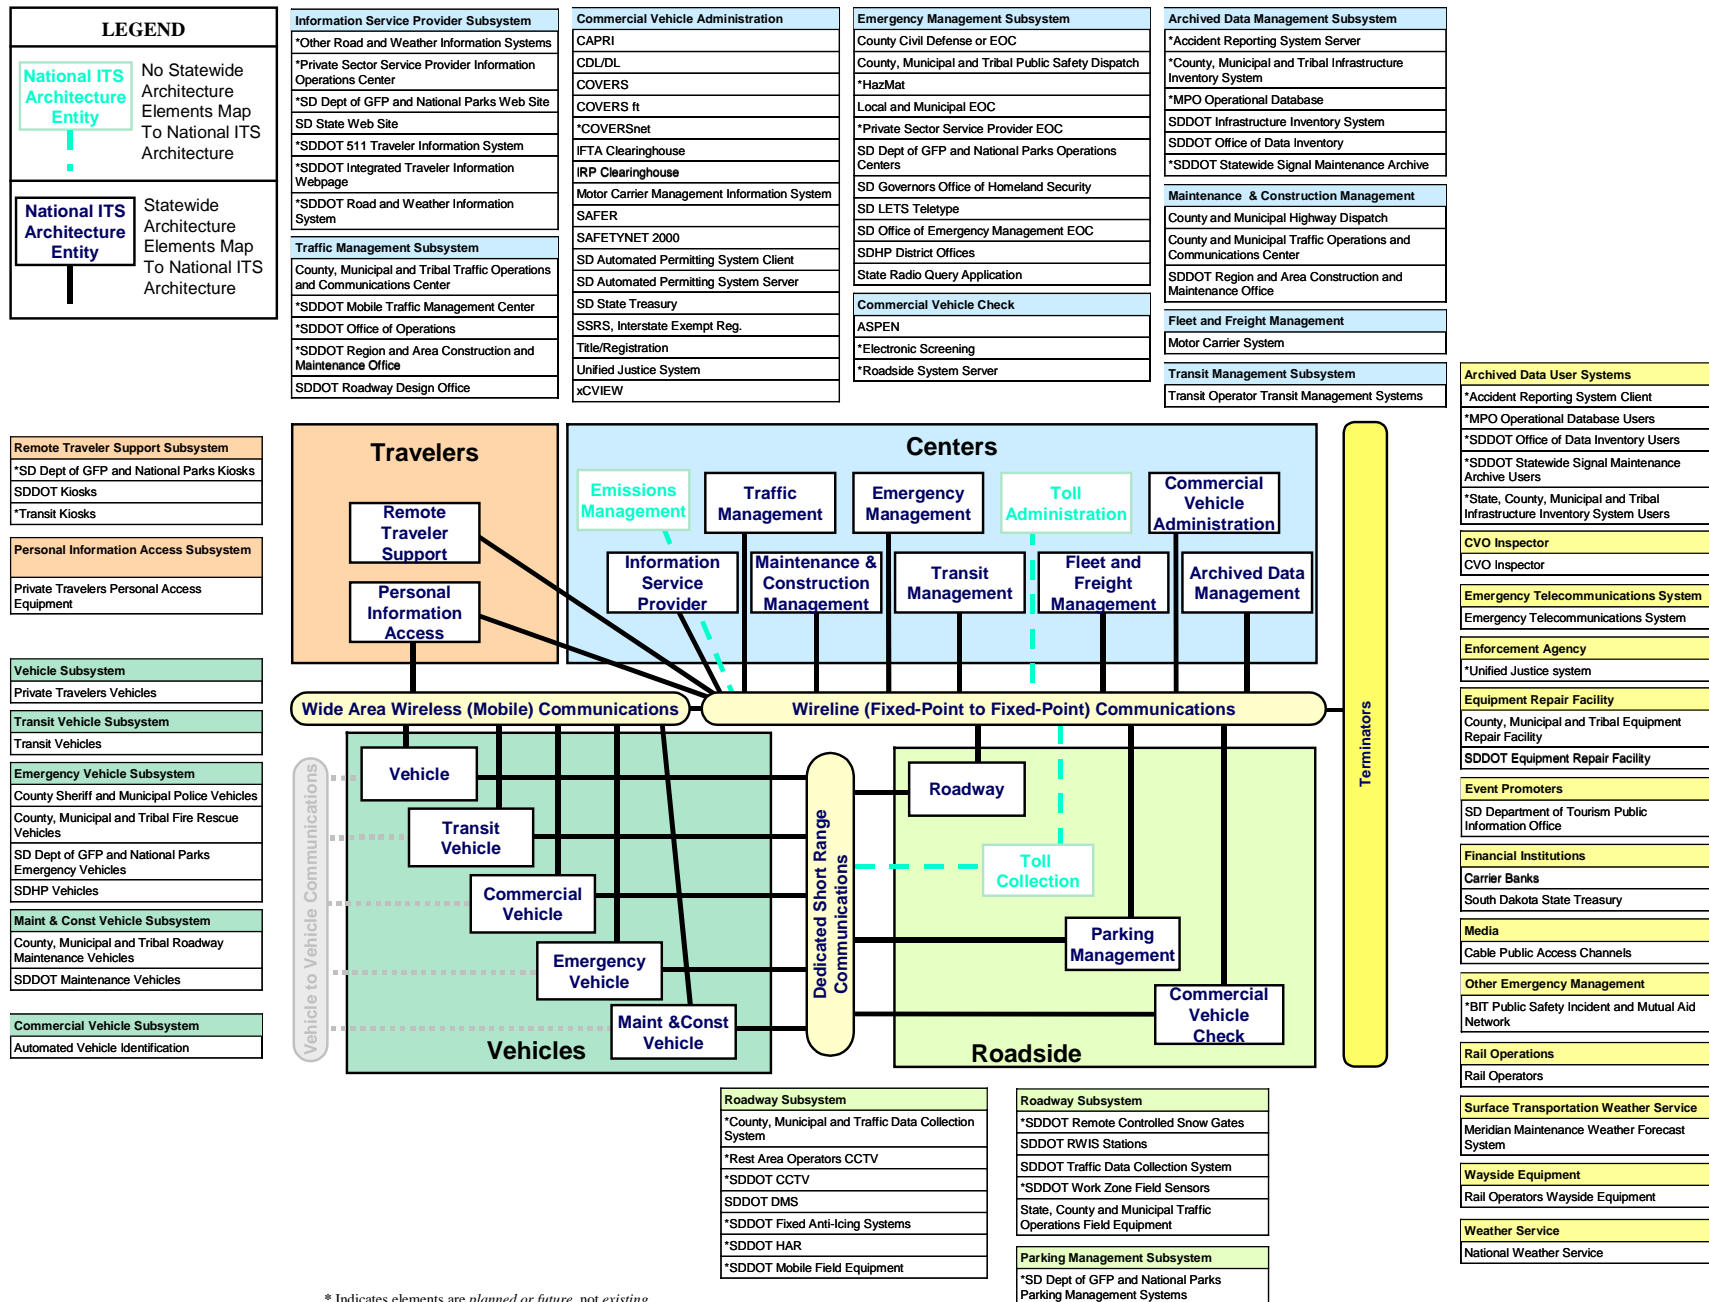 LEGEND
National ITS
Architecture
Entity
No Statewide
Architecture
Elements Map
To National ITS
Architecture
National ITS
Architecture
Entity
Statewide
Architecture
Elements Map
To National ITS
Architecture
Information Service Provider Subsystem
*Other Road and Weather Information Systems
*Private Sector Service Provider Information
Operations Center
*SD Dept of GFP and National Parks Web Site
SD State Web Site
*SDDOT 511 Traveler Information System
*SDDOT Integrated Traveler Information
Webpage
*SDDOT Road and Weather Information
System
Traffic Management Subsystem
County, Municipal and Tribal Traffic Operations
and Communications Center
*SDDOT Mobile Traffic Management Center
*SDDOT Office of Operations
*SDDOT Region and Area Construction and
Maintenance Office
SDDOT Roadway Design Office
Commercial Vehicle Administration
CAPRI
CDL/DL
COVERS
COVERS ft
*COVERSnet
IFTA Clearinghouse
IRP Clearinghouse
Motor Carrier Management Information System
SAFER
SAFETYNET 2000
SD Automated Permitting System Client
SD Automated Permitting System Server
SD State Treasury
SSRS, Interstate Exempt Reg.
Title/Registration
Unified Justice System
xCVIEW
Emergency Management Subsystem
County Civil Defense or EOC
County, Municipal and Tribal Public Safety Dispatch
*HazMat
Local and Municipal EOC
*Private Sector Service Provider EOC
SD Dept of GFP and National Parks Operations
Centers
SD Governors Office of Homeland Security
SD LETS Teletype
SD Office of Emergency Management EOC
SDHP District Offices
State Radio Query Application
Commercial Vehicle Check
ASPEN
*Electronic Screening
*Roadside System Server
Archived Data Management Subsystem
*Accident Reporting System Server
*County, Municipal and Tribal Infrastructure
Inventory System
*MPO Operational Database
SDDOT Infrastructure Inventory System
SDDOT Office of Data Inventory
*SDDOT Statewide Signal Maintenance Archive
Maintenance & Construction Management
County and Municipal Highway Dispatch
County and Municipal Traffic Operations and
Communications Center
SDDOT Region and Area Construction and
Maintenance Office
Fleet and Freight Management
Motor Carrier System
Transit Management Subsystem
Transit Operator Transit Management Systems
Remote Traveler Support Subsystem
*SD Dept of GFP and National Parks Kiosks
SDDOT Kiosks
*Transit Kiosks
Personal Information Access Subsystem
Private Travelers Personal Access
Equipment
Vehicle Subsystem
Private Travelers Vehicles
Transit Vehicle Subsystem
Transit Vehicles
Emergency Vehicle Subsystem
County Sheriff and Municipal Police Vehicles
County, Municipal and Tribal Fire Rescue
Vehicles
SD Dept of GFP and National Parks
Emergency Vehicles
SDHP Vehicles
Maint & Const Vehicle Subsystem
County, Municipal and Tribal Roadway
Maintenance Vehicles
SDDOT Maintenance Vehicles
Commercial Vehicle Subsystem
Automated Vehicle Identification
Travelers
Remote
Traveler
Support
Personal
Information
Access
Centers
Emissions
Management
Traffic
Management
Emergency
Management
Toll
Administration
Commercial
Vehicle
Administration
Information
Service
Provider
Maintenance &
Construction
Management
Transit
Management
Fleet and
Freight
Management
Archived Data
Management
Wide Area Wireless (Mobile) Communications
Wireline (Fixed-Point to Fixed-Point) Communications
Terminators
Vehicle to Vehicle Communications
Vehicle
Transit
Vehicle
Commercial
Vehicle
Emergency
Vehicle
Maint &Const
Vehicle
Vehicles
Dedicated Short Range
Communications
Roadway
Toll
Collection
Parking
Management
Commercial
Vehicle
Check
Roadside
Archived Data User Systems
*Accident Reporting System Client
*MPO Operational Database Users
*SDDOT Office of Data Inventory Users
*SDDOT Statewide Signal Maintenance
Archive Users
*State, County, Municipal and Tribal
Infrastructure Inventory System Users
CVO Inspector
CVO Inspector
Emergency Telecommunications System
Emergency Telecommunications System
Enforcement Agency
*Unified Justice system
Equipment Repair Facility
County, Municipal and Tribal Equipment
Repair Facility
SDDOT Equipment Repair Facility
Event Promoters
SD Department of Tourism Public
Information Office
Financial Institutions
Carrier Banks
South Dakota State Treasury
Media
Cable Public Access Channels
Other Emergency Management
*BIT Public Safety Incident and Mutual Aid
Network
Rail Operations
Rail Operators
Surface Transportation Weather Service
Meridian Maintenance Weather Forecast
System
Wayside Equipment
Rail Operators Wayside Equipment
Weather Service
National Weather Service
Roadway Subsystem
*County, Municipal and Traffic Data Collection
System
*Rest Area Operators CCTV
*SDDOT CCTV
SDDOT DMS
*SDDOT Fixed Anti-Icing Systems
*SDDOT HAR
*SDDOT Mobile Field Equipment
Roadway Subsystem
*SDDOT Remote Controlled Snow Gates
SDDOT RWIS Stations
SDDOT Traffic Data Collection System
*SDDOT Work Zone Field Sensors
State, County and Municipal Traffic
Operations Field Equipment
Parking Management Subsystem
*SD Dept of GFP and National Parks
Parking Management Systems
* Indicates elements are planned or future, not existing